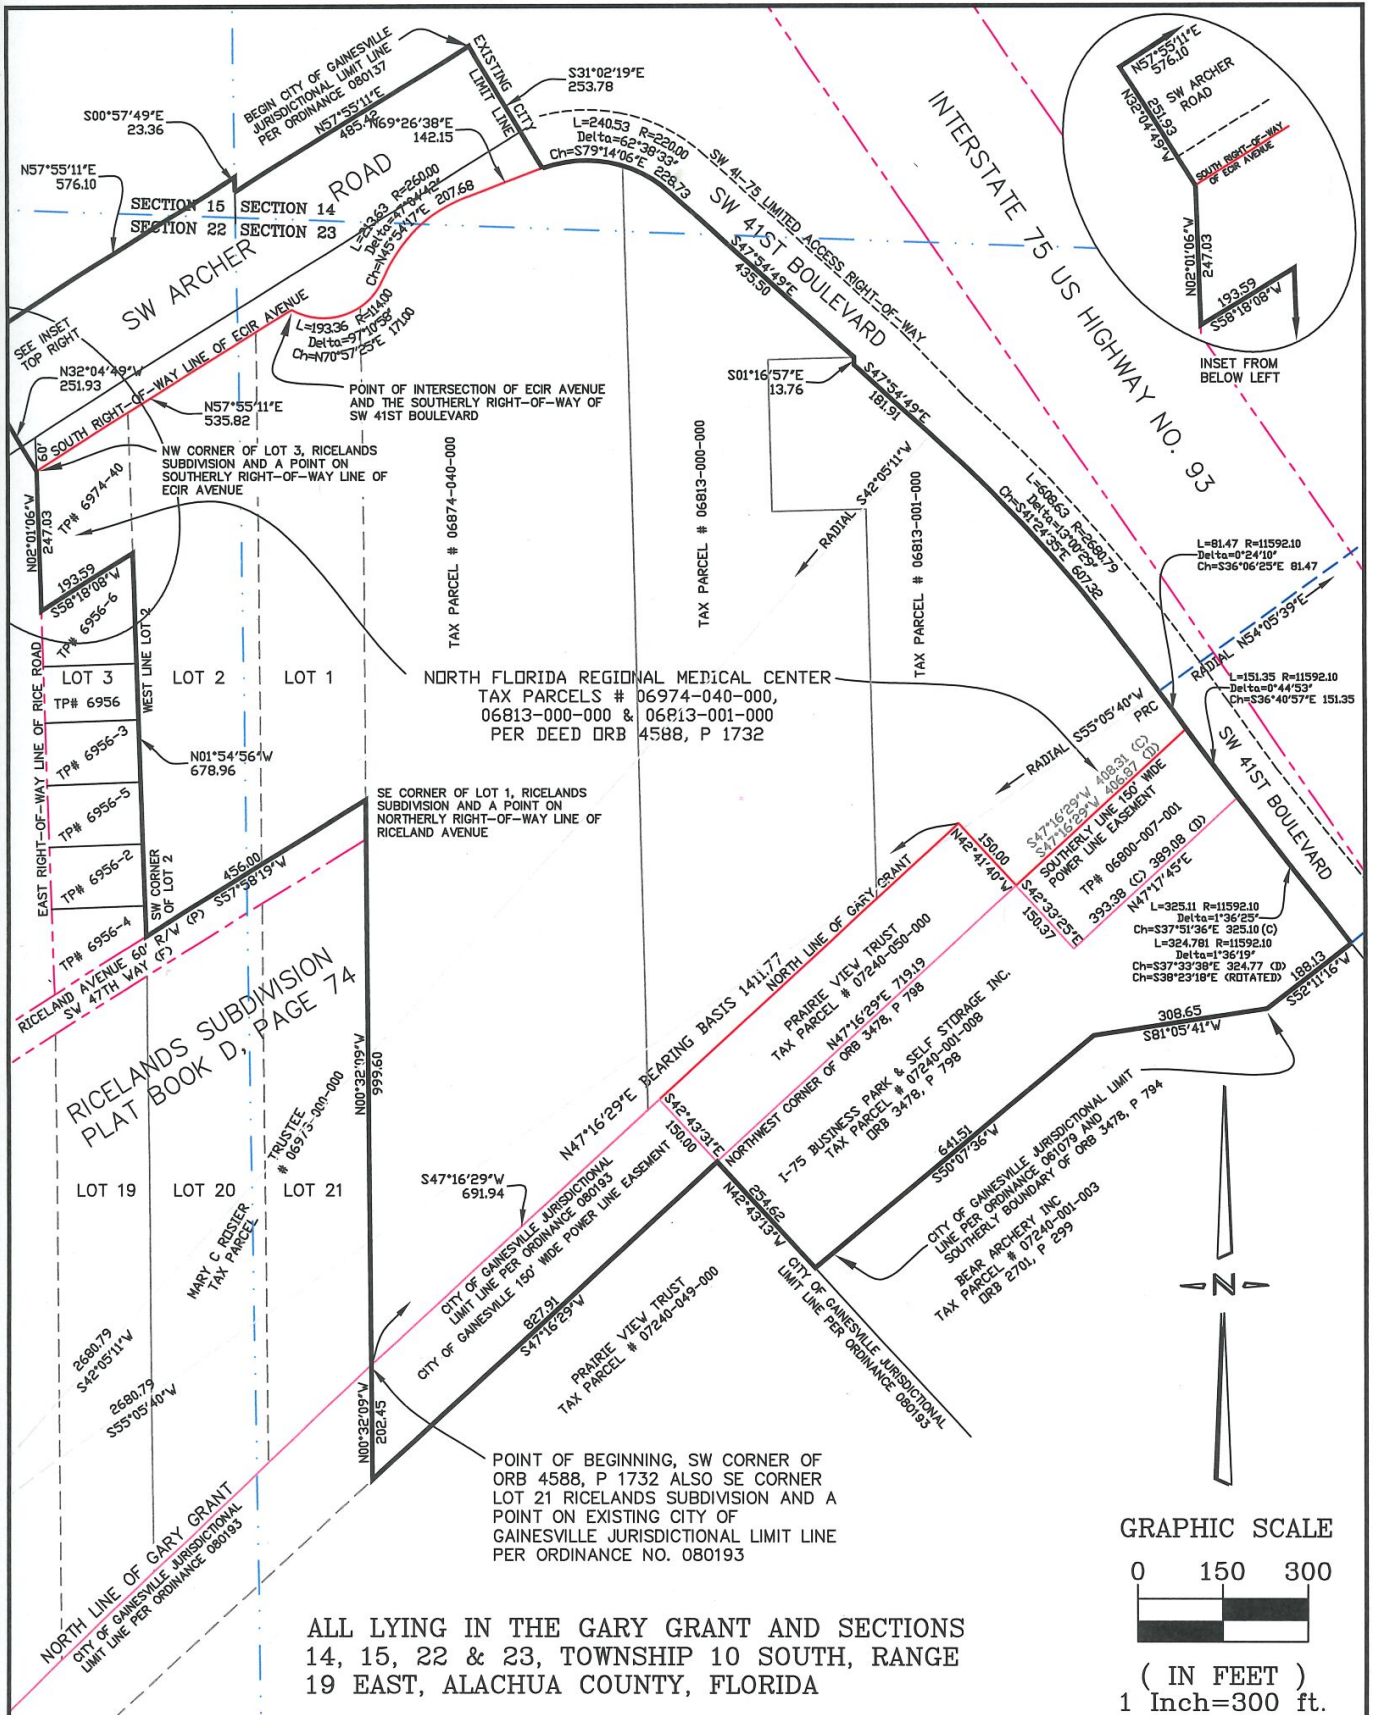 BEGIN CITY OF GAINESVILLE
JURISDICTIONAL LIMIT LINE
PER ORDINANCE 080137
N57°55'11"E
485.42
EXISTING CITY
LIMIT LINE
S31°02'19"E
253.78
S00°57'49"E
23.36
N69°26'38"E
142.15
N57°55'11"E
576.10
SECTION 15
SECTION 14
SECTION 22
SECTION 23
SW ARCHER ROAD
L=240.53 R=220.00
Delta=62°38'33"
Ch=S79°14'06"E 228.73
L=213.63 R=260.00
Delta=47°04'42"
Ch=N45°54'17"E 207.68
L=193.36 R=114.00
Delta=97°10'58"
Ch=N70°57'25"E 171.00
SW 41-75 LIMITED ACCESS RIGHT-OF-WAY
SW 41ST BOULEVARD
S47°54'49"E
435.50
INTERSTATE 75 US HIGHWAY NO. 93
N57°55'11"E
576.10
SW ARCHER
ROAD
N32°04'49"W
251.93
SOUTH RIGHT-OF-WAY
OF ECIR AVENUE
N02°01'06"W
247.03
193.59
S58°18'08"W
INSET FROM
BELOW LEFT
SEE INSET
TOP RIGHT
N32°04'49"W
251.93
60'
SOUTH RIGHT-OF-WAY LINE OF ECIR AVENUE
N57°55'11"E
535.82
POINT OF INTERSECTION OF ECIR AVENUE
AND THE SOUTHERLY RIGHT-OF-WAY OF
SW 41ST BOULEVARD
NW CORNER OF LOT 3, RICELANDS
SUBDIVISION AND A POINT ON
SOUTHERLY RIGHT-OF-WAY LINE OF
ECIR AVENUE
S01°16'57"E
13.76
S47°54'49"E
181.91
RADIAL S42°05'11"W
TAX PARCEL # 06874-040-000
TAX PARCEL # 06813-000-000
TAX PARCEL # 06813-001-000
L=608.63 R=2680.79
Delta=13°00'29"
Ch=S41°24'35"E 607.32
L=81.47 R=11592.10
Delta=0°24'10"
Ch=S36°06'25"E 81.47
RADIAL N54°05'39"E
L=151.35 R=11592.10
Delta=0°44'53"
Ch=S36°40'57"E 151.35
TP# 6974-40
N02°01'06"W
247.03
193.59
S58°18'08"W
TP# 6956-6
LOT 3
LOT 2
LOT 1
TP# 6956
TP# 6956-3
TP# 6956-5
TP# 6956-2
TP# 6956-4
EAST RIGHT-OF-WAY LINE OF RICE ROAD
WEST LINE LOT 2
N01°54'56"W
678.96
SW CORNER
OF LOT 2
NORTH FLORIDA REGIONAL MEDICAL CENTER
TAX PARCELS # 06974-040-000,
06813-000-000 & 06813-001-000
PER DEED ORB 4588, P 1732
SE CORNER OF LOT 1, RICELANDS
SUBDIVISION AND A POINT ON
NORTHERLY RIGHT-OF-WAY LINE OF
RICELAND AVENUE
RADIAL S55°05'40"W
PRC
S47°16'29"W 408.31 (C)
S47°16'29"W 406.87 (D)
SOUTHERLY LINE 150' WIDE
POWER LINE EASEMENT
TP# 06800-007-001
393.38 (C) 389.08 (D)
N47°17'45"E
SW 41ST BOULEVARD
150.00
N42°41'40"W
S42°33'25"E
150.37
L=325.11 R=11592.10
Delta=1°36'25"
Ch=S37°51'36"E 325.10 (C)
L=324.781 R=11592.10
Delta=1°36'19"
Ch=S37°33'38"E 324.77 (D)
Ch=S38°23'18"E (ROTATED)
188.13
S52°11'16"W
308.65
S81°05'41"W
456.00
S57°58'19"W
RICELAND AVENUE 60' R/W (P)
SW 47TH WAY (F)
RICELANDS SUBDIVISION
PLAT BOOK D, PAGE 74
N47°16'29"E BEARING BASIS 1411.77
NORTH LINE OF GARY GRANT
PRAIRIE VIEW TRUST
TAX PARCEL # 07240-050-000
N47°16'29"E 719.19
NORTHWEST CORNER OF ORB 3478, P 798
I-75 BUSINESS PARK & SELF STORAGE INC.
TAX PARCEL # 07240-001-008
ORB 3478, P 798
N00°32'09"W
999.60
TRUSTEE
# 06973-000-000
MARY C ROSIER
TAX PARCEL
LOT 19
LOT 20
LOT 21
S42°43'31"E
150.00
S47°16'29"W
691.94
CITY OF GAINESVILLE JURISDICTIONAL
LIMIT LINE PER ORDINANCE 080193
CITY OF GAINESVILLE 150' WIDE POWER LINE EASEMENT
254.62
N42°43'13"W
641.51
S50°07'36"W
CITY OF GAINESVILLE JURISDICTIONAL LIMIT
LINE PER ORDINANCE 061079 AND
SOUTHERLY BOUNDARY OF ORB 3478, P 794
BEAR ARCHERY INC
TAX PARCEL # 07240-001-003
ORB 2701, P 299
827.91
S47°16'29"W
PRAIRIE VIEW TRUST
TAX PARCEL # 07240-049-000
CITY OF GAINESVILLE JURISDICTIONAL
LIMIT LINE PER ORDINANCE 080193
N
2680.79
S42°05'11"W
2680.79
S55°05'40"W
N00°32'09"W
202.45
POINT OF BEGINNING, SW CORNER OF
ORB 4588, P 1732 ALSO SE CORNER
LOT 21 RICELANDS SUBDIVISION AND A
POINT ON EXISTING CITY OF
GAINESVILLE JURISDICTIONAL LIMIT LINE
PER ORDINANCE NO. 080193
NORTH LINE OF GARY GRANT
CITY OF GAINESVILLE JURISDICTIONAL
LIMIT LINE PER ORDINANCE 080193
GRAPHIC SCALE
0 150 300
( IN FEET )
1 Inch=300 ft.
ALL LYING IN THE GARY GRANT AND SECTIONS
14, 15, 22 & 23, TOWNSHIP 10 SOUTH, RANGE
19 EAST, ALACHUA COUNTY, FLORIDA